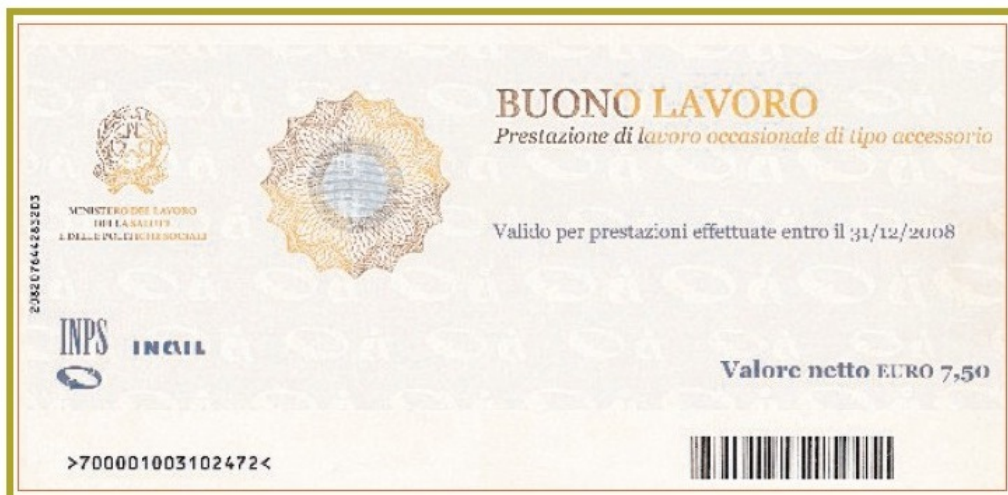 BUONO LAVORO
Prestazione di lavoro occasionale di tipo accessorio
MINISTERO DEL LAVORO
DELLA SALUTE
E DELLE POLITICHE SOCIALI
Valido per prestazioni effettuate entro il 31/12/2008
INPS INAIL
Valore netto EURO 7,50
>700001003102472<